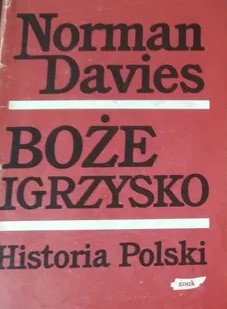 Norman
Davies
BOŻE
IGRZYSKO
Historia Polski
znak